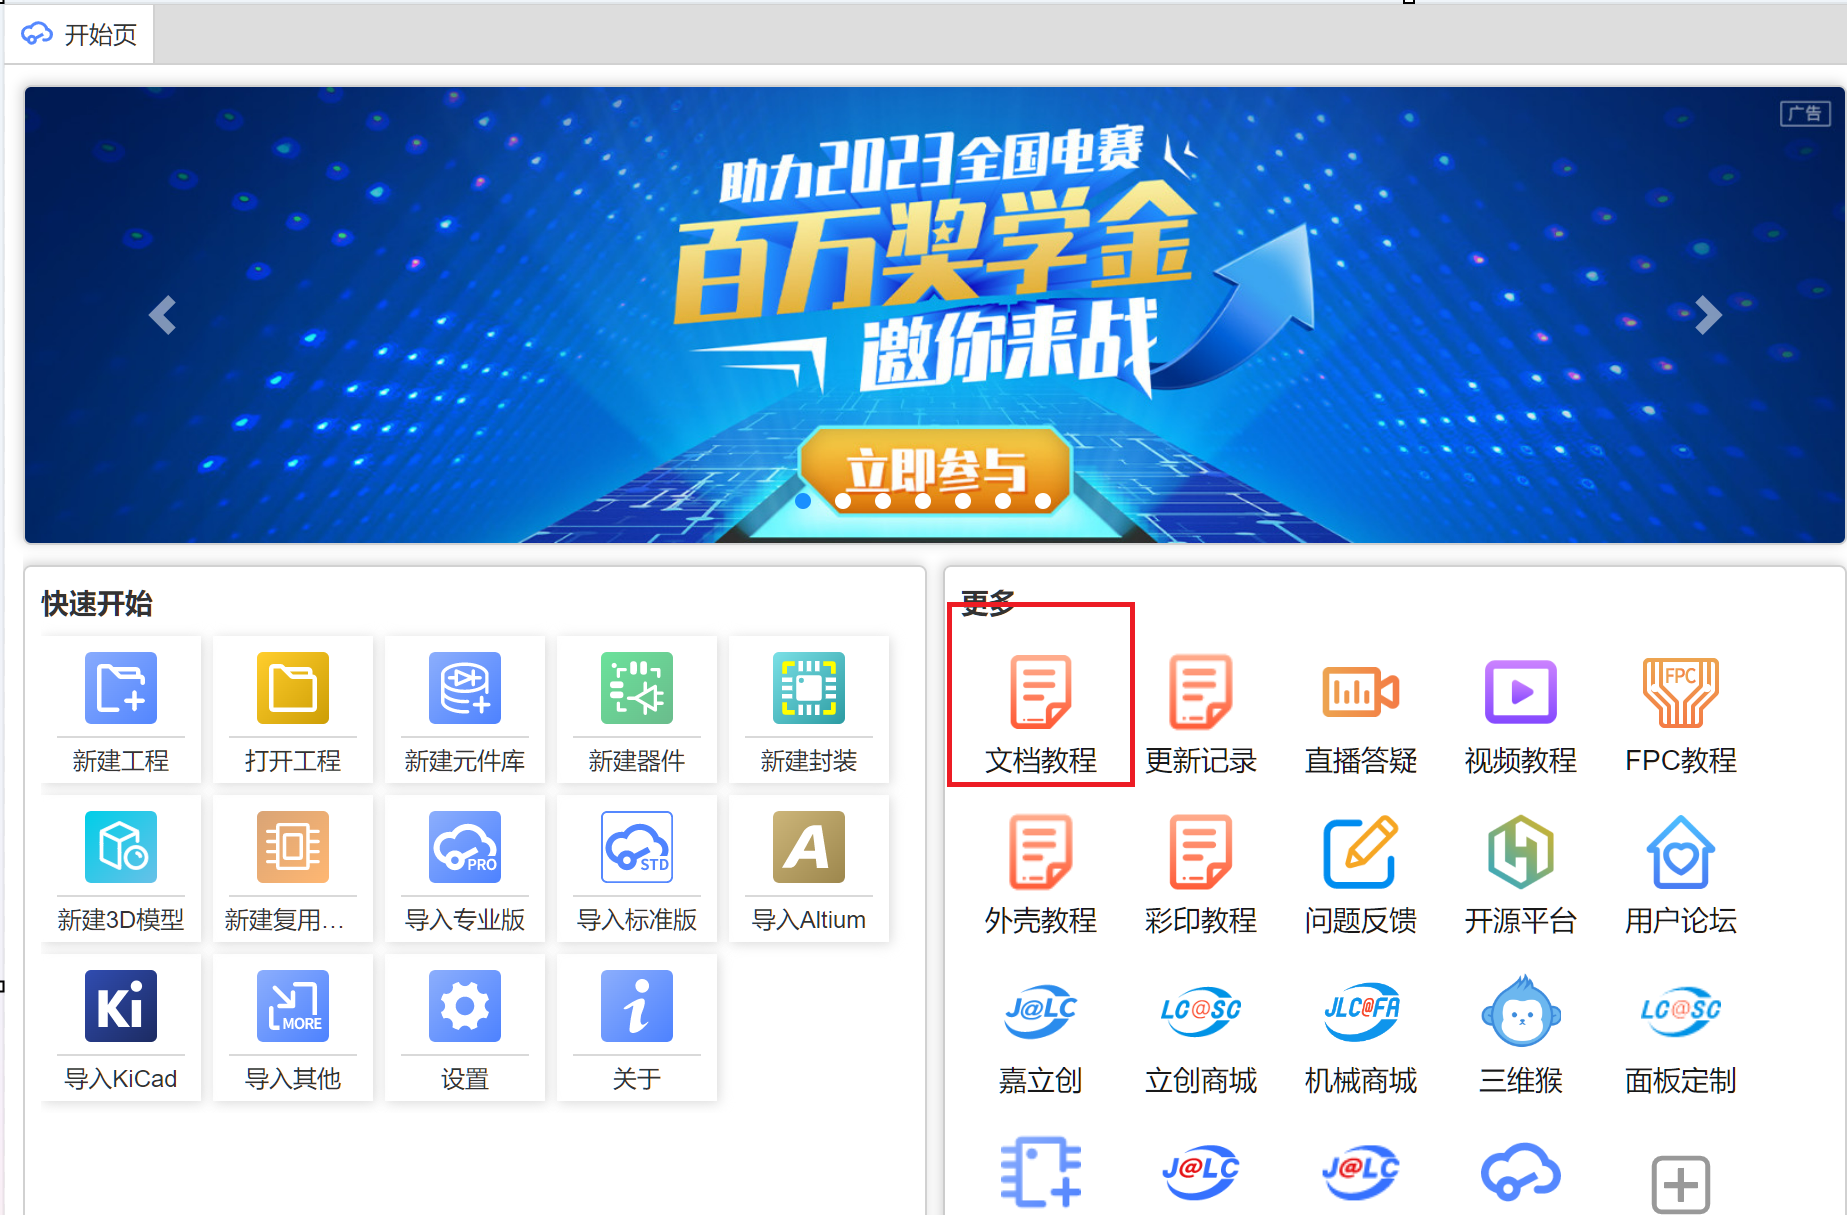 开始页
广告
助力2023全国电赛
百万奖学金
邀你来战
立即参与
快速开始
新建工程
打开工程
新建元件库
新建器件
新建封装
PRO
STD
A
新建3D模型
新建复用...
导入专业版
导入标准版
导入Altium
Ki
MORE
i
导入KiCad
导入其他
设置
关于
更多
FPC
文档教程
更新记录
直播答疑
视频教程
FPC教程
外壳教程
彩印教程
问题反馈
开源平台
用户论坛
J@LC
LC@SC
JLC@FA
LC@SC
嘉立创
立创商城
机械商城
三维猴
面板定制
J@LC
J@LC